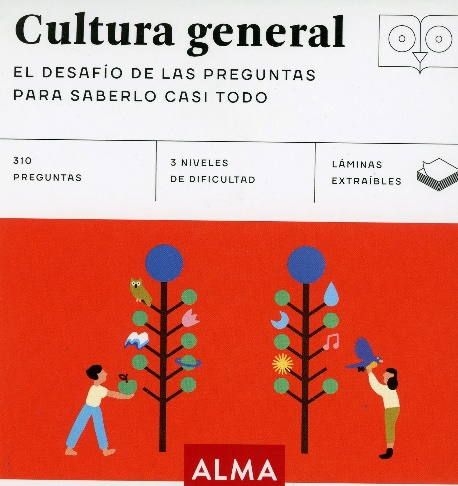 Cultura general
EL DESAFÍO DE LAS PREGUNTAS
PARA SABERLO CASI TODO
310
PREGUNTAS
3 NIVELES
DE DIFICULTAD
LÁMINAS
EXTRAÍBLES
ALMA